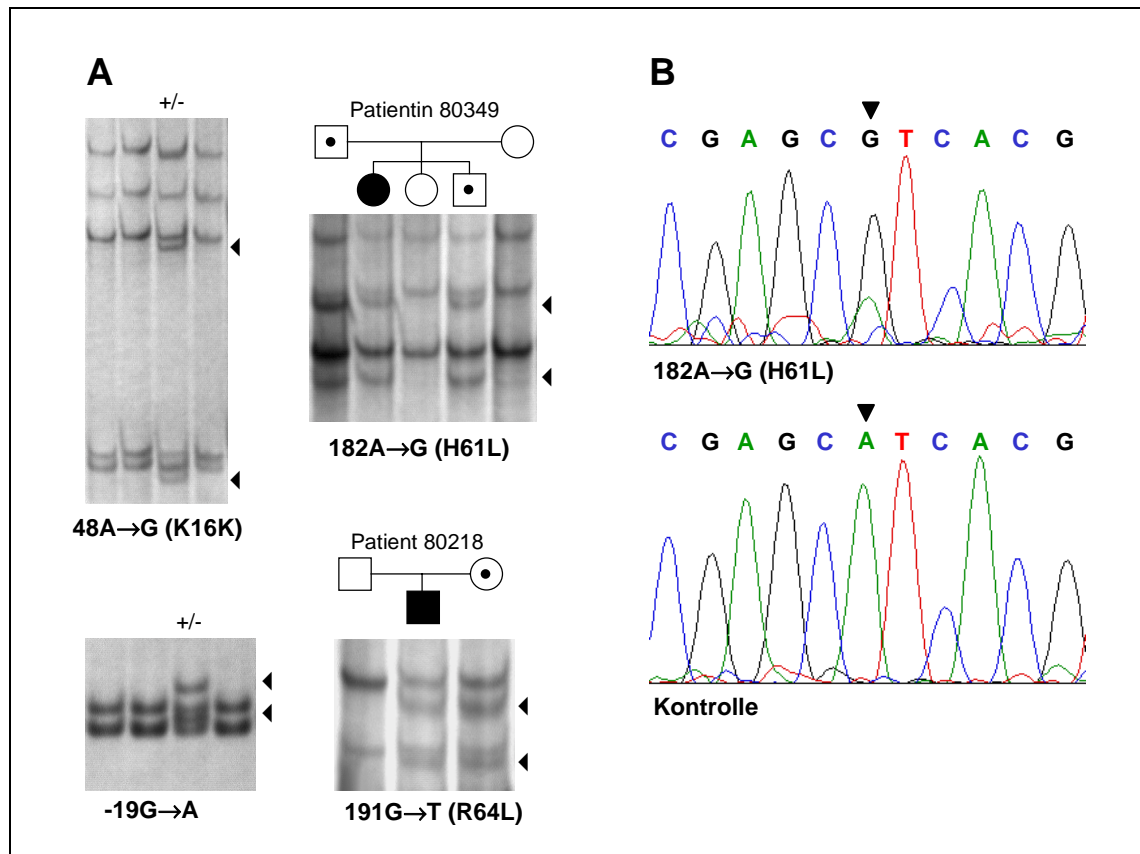 A
+/-
48A→G (K16K)
Patientin 80349
182A→G (H61L)
+/-
-19G→A
Patient 80218
191G→T (R64L)
B
C G A G C G T C A C G
182A→G (H61L)
C G A G C A T C A C G
Kontrolle